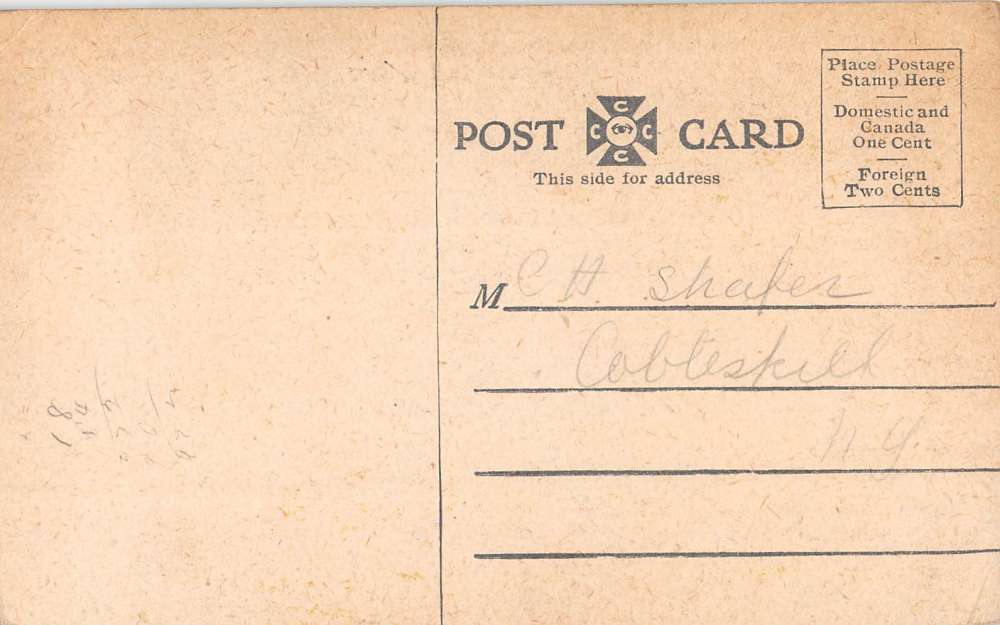 POST CARD
C
C C
C
This side for address
Place Postage
Stamp Here
Domestic and
Canada
One Cent
Foreign
Two Cents
M C H Shafer
Cobleskill
N Y